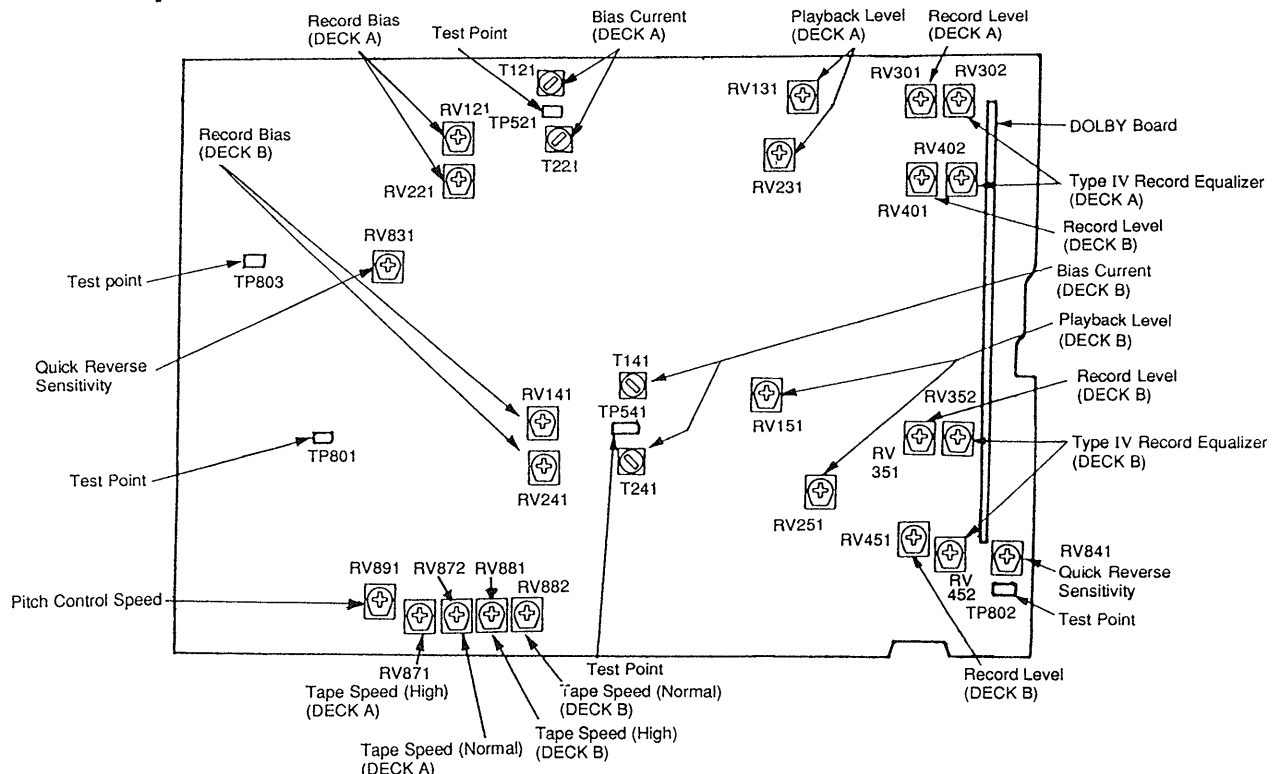 Record Bias
(DECK A)
Test Point
Bias Current
(DECK A)
Playback Level
(DECK A)
Record Level
(DECK A)
T121
RV131
RV301
RV302
RV121
TP521
DOLBY Board
Record Bias
(DECK B)
T221
RV402
RV221
RV231
Type IV Record Equalizer
(DECK A)
RV401
Record Level
(DECK B)
RV831
Test point
TP803
Bias Current
(DECK B)
Playback Level
(DECK B)
Quick Reverse
Sensitivity
T141
RV141
TP541
RV151
RV352
Record Level
(DECK B)
RV
351
Type IV Record Equalizer
(DECK B)
TP801
Test Point
RV241
T241
RV251
RV451
RV
452
RV841
Quick Reverse
Sensitivity
TP802
Test Point
RV891
RV872
RV881
RV882
Pitch Control Speed
RV871
Tape Speed (High)
(DECK A)
Test Point
Tape Speed (Normal)
(DECK B)
Record Level
(DECK B)
Tape Speed (High)
(DECK B)
Tape Speed (Normal)
(DECK A)